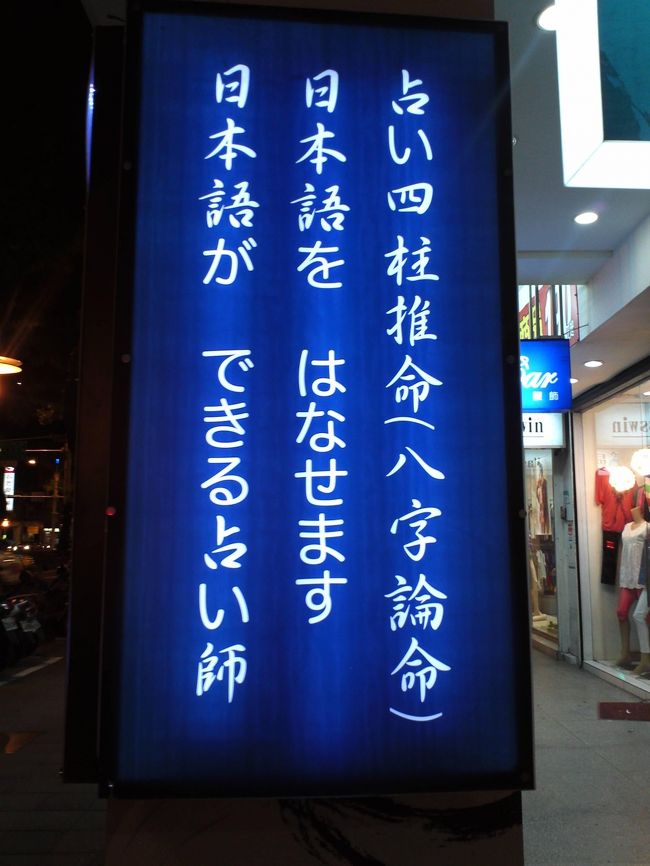 占い四柱推命(八字論命)
日本語を はなせます
日本語が できる占い師